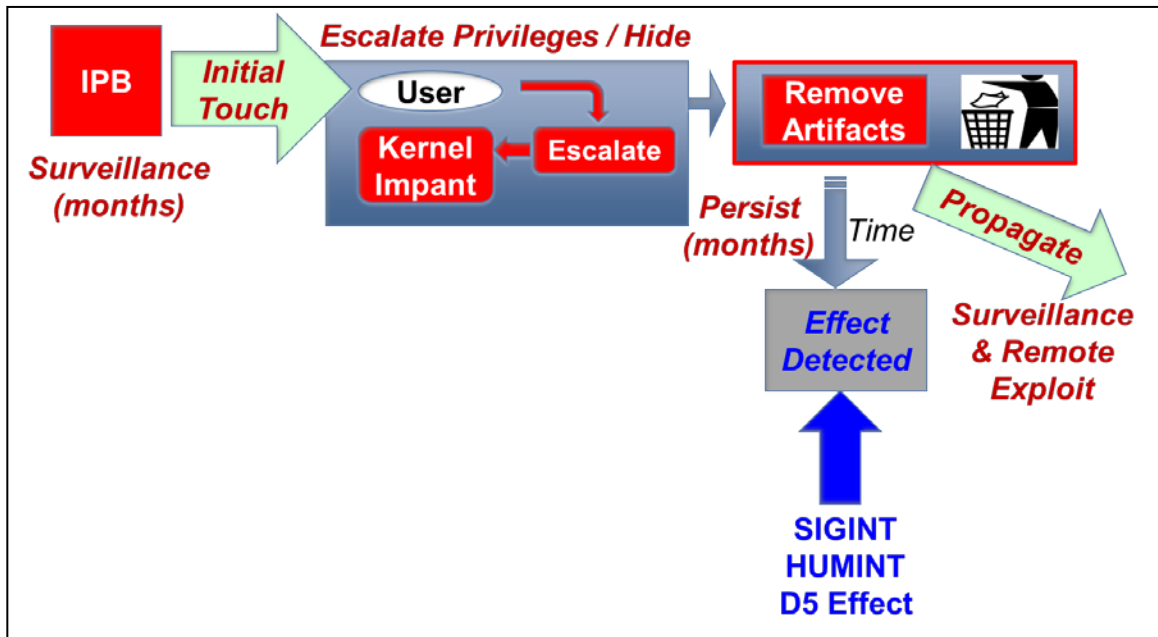 Escalate Privileges / Hide
IPB
Initial
Touch
Surveillance
(months)
User
Escalate
Kernel
Impant
Remove
Artifacts
Persist
(months)
Time
Propagate
Effect
Detected
Surveillance
& Remote
Exploit
SIGINT
HUMINT
D5 Effect